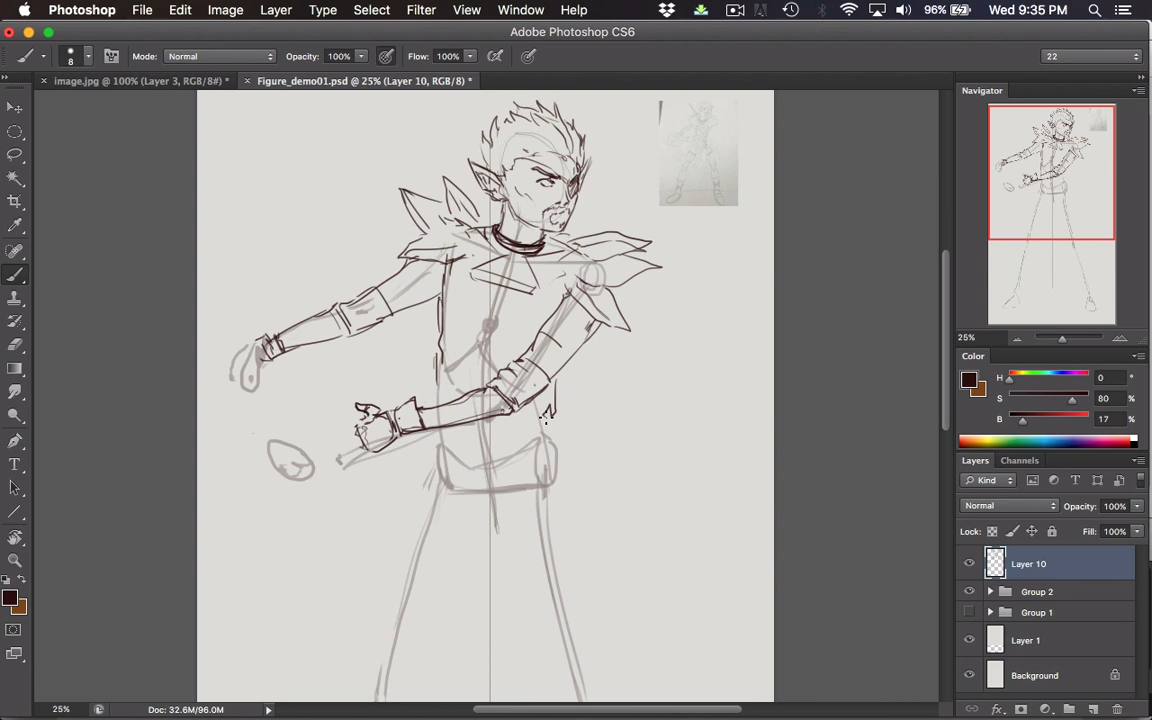 Photoshop File Edit Image Layer Type Select Filter View Window Help 96% Wed 9:35 PM
Adobe Photoshop CS6
8 Mode: Normal Opacity: 100% Flow: 100% 22
× image.jpg @ 100% (Layer 3, RGB/8#) * × Figure_demo01.psd @ 25% (Layer 10, RGB/8) *
Navigator
25%
Color
H 0 °
S 80 %
B 17 %
Layers Channels
Kind
Normal Opacity: 100%
Lock: Fill: 100%
Layer 10
Group 2
Group 1
Layer 1
Background
25% Doc: 32.6M/96.0M